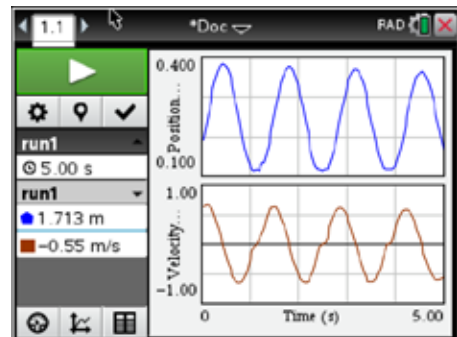 1.1
*Doc
RAD
run1
5.00 s
run1
1.713 m
-0.55 m/s
0.400
Position...
0.100
1.00
Velocity...
-1.00
0
Time (s)
5.00